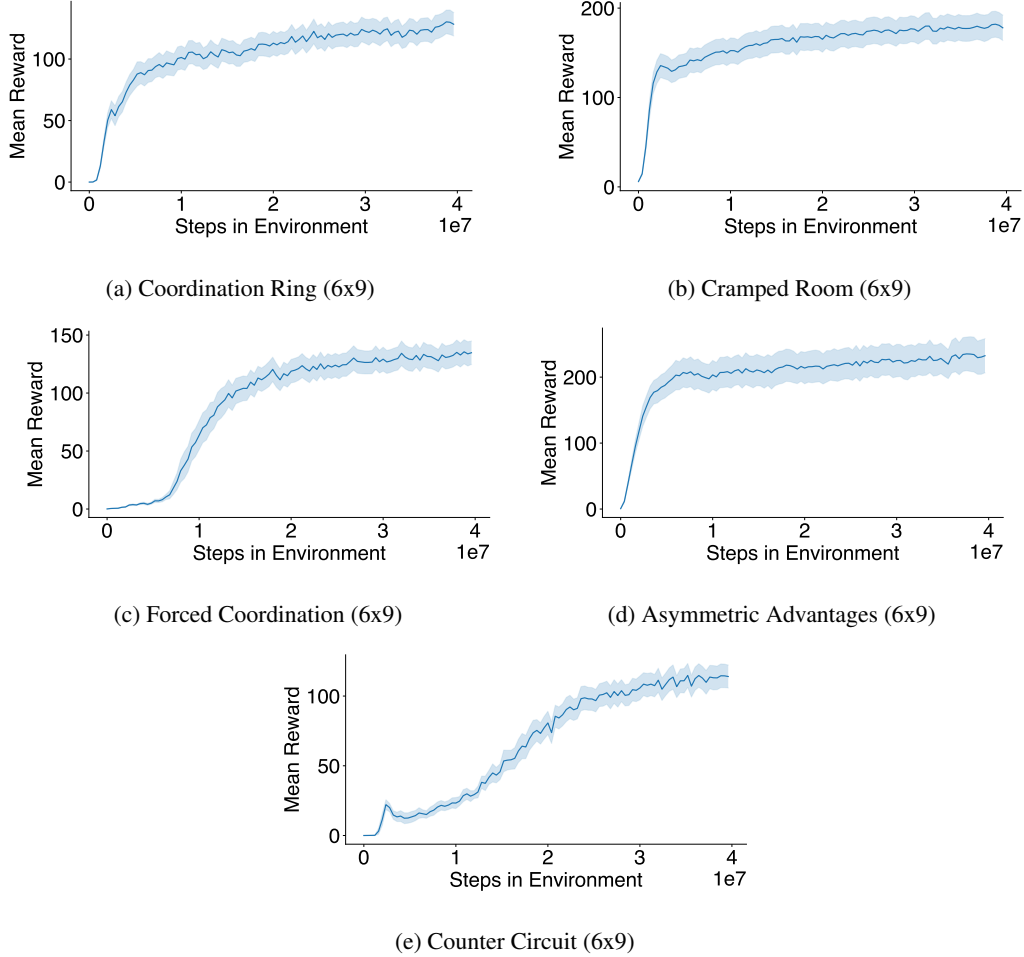 100
50
0
Mean Reward
0 1 2 3 4
Steps in Environment 1e7
(a) Coordination Ring (6x9)
200
100
0
Mean Reward
0 1 2 3 4
Steps in Environment 1e7
(b) Cramped Room (6x9)
150
100
50
0
Mean Reward
0 1 2 3 4
Steps in Environment 1e7
(c) Forced Coordination (6x9)
200
100
0
Mean Reward
0 1 2 3 4
Steps in Environment 1e7
(d) Asymmetric Advantages (6x9)
100
50
0
Mean Reward
0 1 2 3 4
Steps in Environment 1e7
(e) Counter Circuit (6x9)